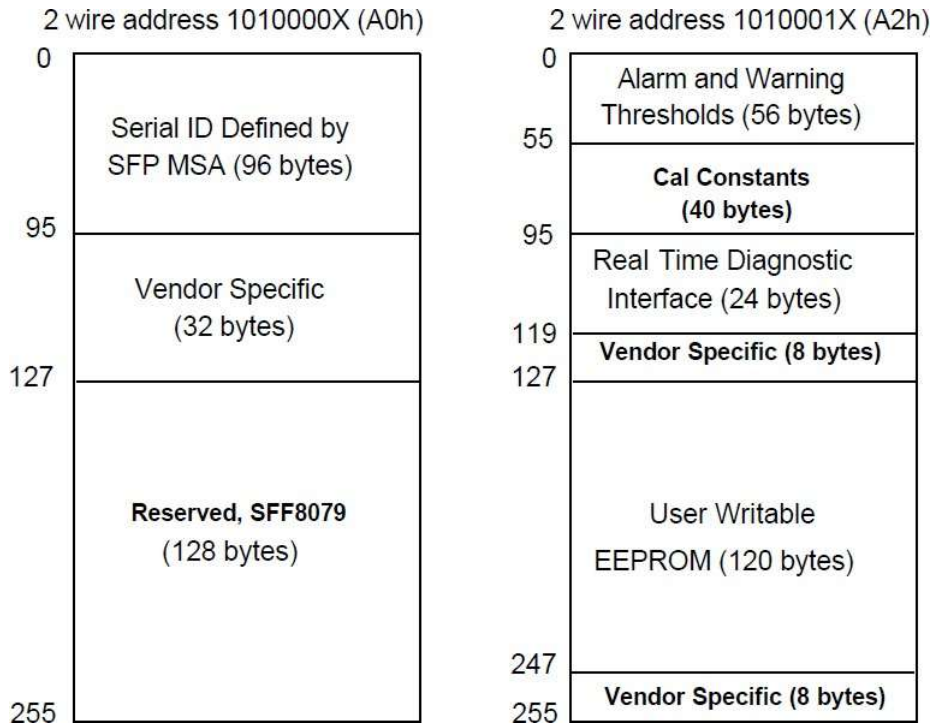 2 wire address 1010000X (A0h)
0
Serial ID Defined by
SFP MSA (96 bytes)
95
Vendor Specific
(32 bytes)
127
Reserved, SFF8079
(128 bytes)
255
2 wire address 1010001X (A2h)
0
Alarm and Warning
Thresholds (56 bytes)
55
Cal Constants
(40 bytes)
95
Real Time Diagnostic
Interface (24 bytes)
119
Vendor Specific (8 bytes)
127
User Writable
EEPROM (120 bytes)
247
Vendor Specific (8 bytes)
255